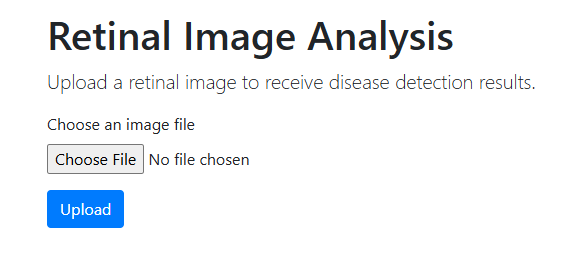 Retinal Image Analysis
Upload a retinal image to receive disease detection results.
Choose an image file
Choose File No file chosen
Upload